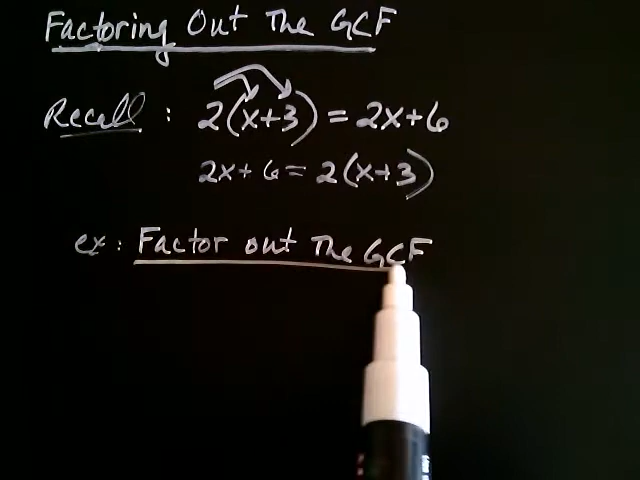 Factoring Out The GCF
Recall : 2(x+3) = 2x+6
2x+6 = 2(x+3)
ex : Factor out The GCF